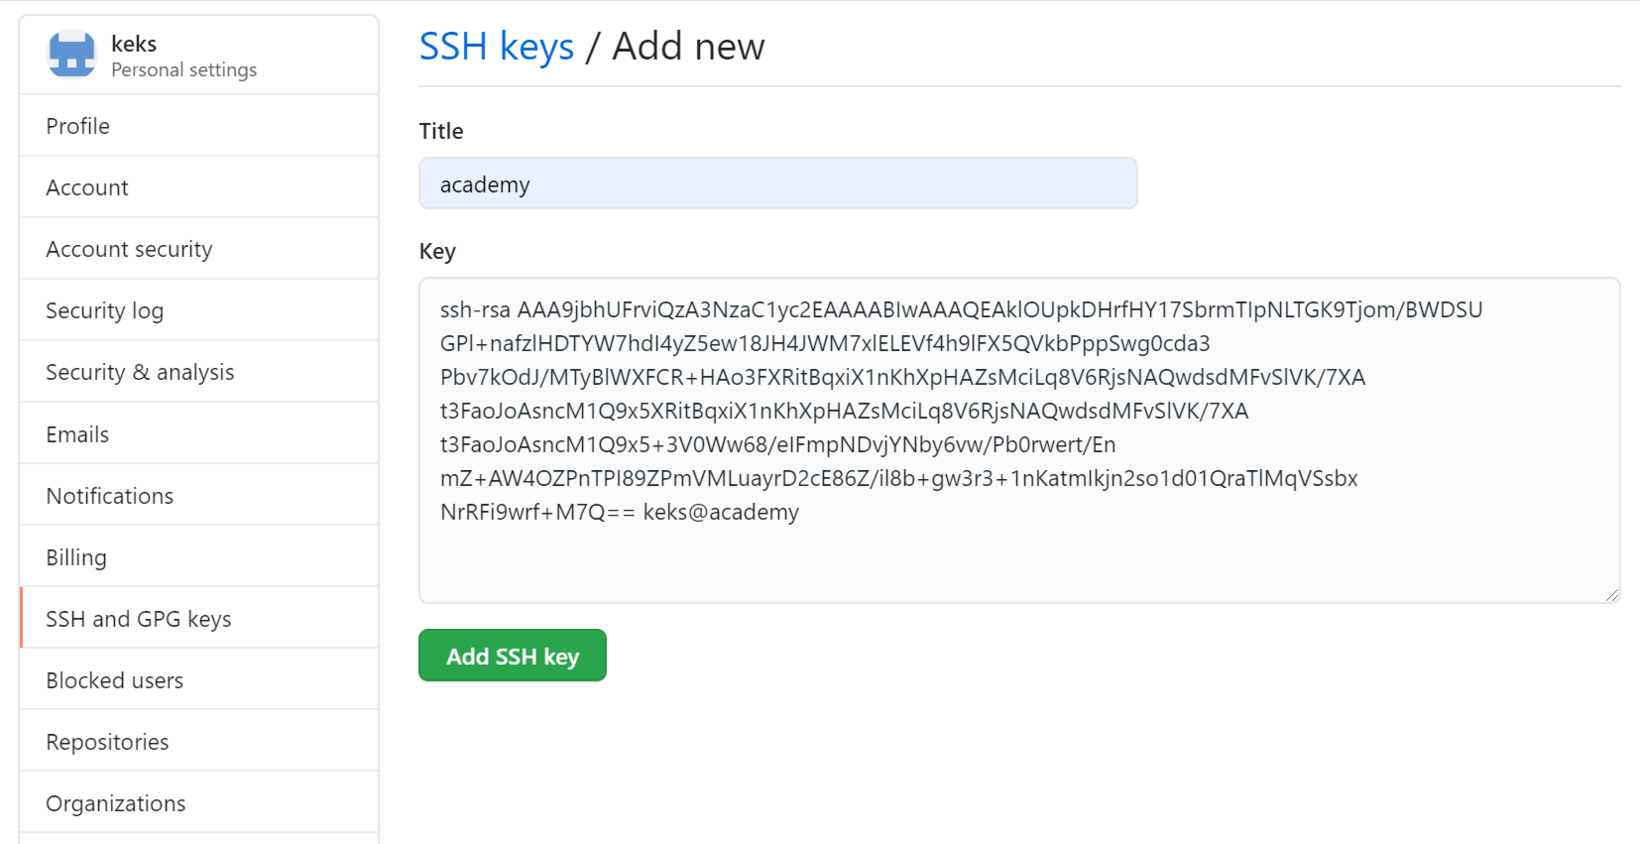 keks
Personal settings
Profile
Account
Account security
Security log
Security & analysis
Emails
Notifications
Billing
SSH and GPG keys
Blocked users
Repositories
Organizations
SSH keys / Add new
Title
academy
Key
ssh-rsa AAA9jbhUFrviQzA3NzaC1yc2EAAAABIwAAAQEAklOUpkDHrfHY17SbrmTIpNLTGK9Tjom/BWDSU
GPl+nafzlHDTYW7hdI4yZ5ew18JH4JWM7xlELEVf4h9lFX5QVkbPppSwg0cda3
Pbv7kOdJ/MTyBlWXFCR+HAo3FXRitBqxiX1nKhXpHAZsMciLq8V6RjsNAQwdsdMFvSlVK/7XA
t3FaoJoAsncM1Q9x5XRitBqxiX1nKhXpHAZsMciLq8V6RjsNAQwdsdMFvSlVK/7XA
t3FaoJoAsncM1Q9x5+3V0Ww68/eIFmpNDvjYNby6vw/Pb0rwert/En
mZ+AW4OZPnTPI89ZPmVMLuayrD2cE86Z/il8b+gw3r3+1nKatmIkjn2so1d01QraTlMqVSsbx
NrRFi9wrf+M7Q== keks@academy
Add SSH key